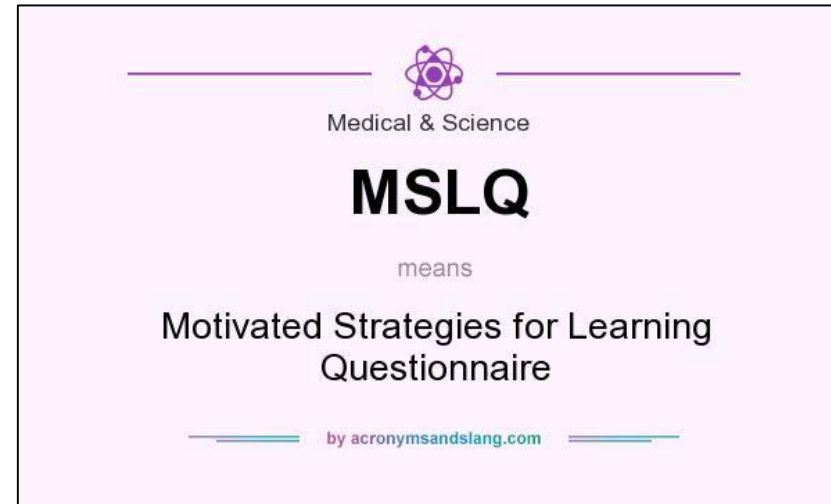 Medical & Science
MSLQ
means
Motivated Strategies for Learning
Questionnaire
by acronymsandslang.com